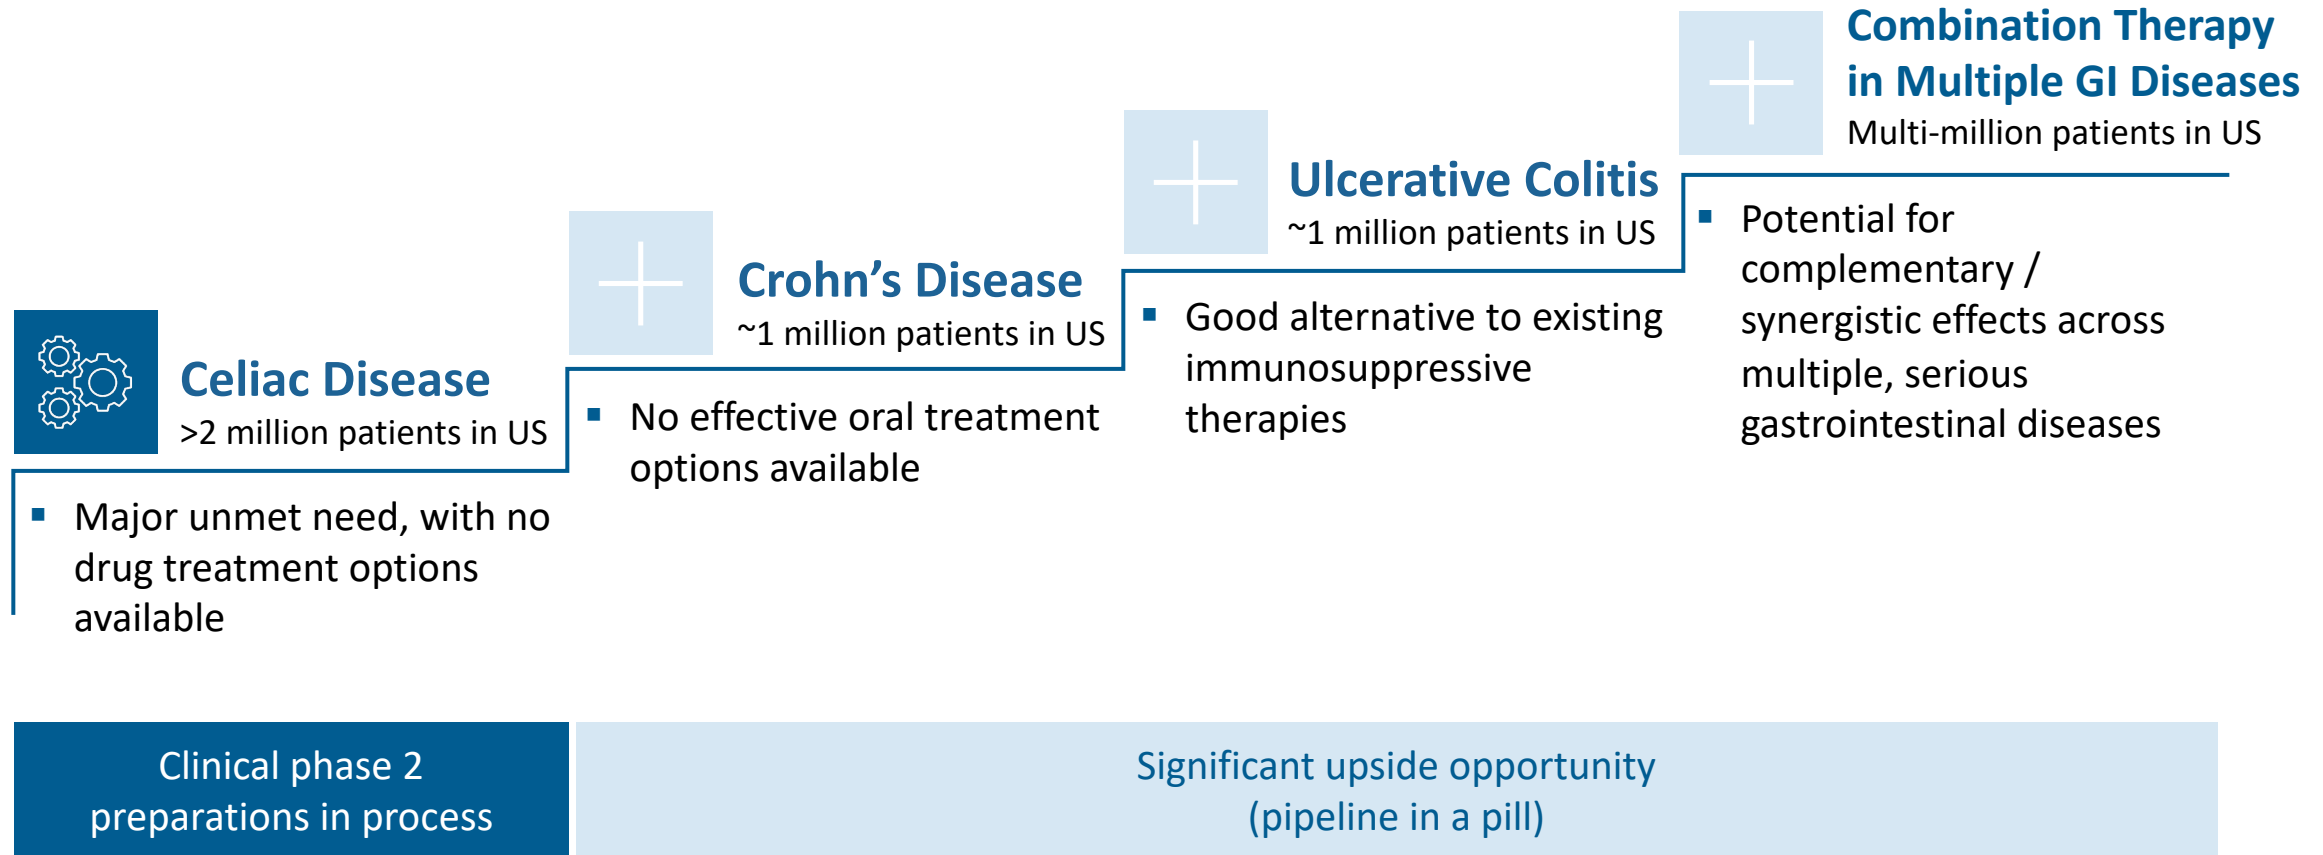 Celiac Disease
>2 million patients in US
▪ Major unmet need, with no
drug treatment options
available
Crohn’s Disease
~1 million patients in US
▪ No effective oral treatment
options available
Ulcerative Colitis
~1 million patients in US
▪ Good alternative to existing
immunosuppressive
therapies
Combination Therapy
in Multiple GI Diseases
Multi-million patients in US
▪ Potential for
complementary /
synergistic effects across
multiple, serious
gastrointestinal diseases
Clinical phase 2
preparations in process
Significant upside opportunity
(pipeline in a pill)